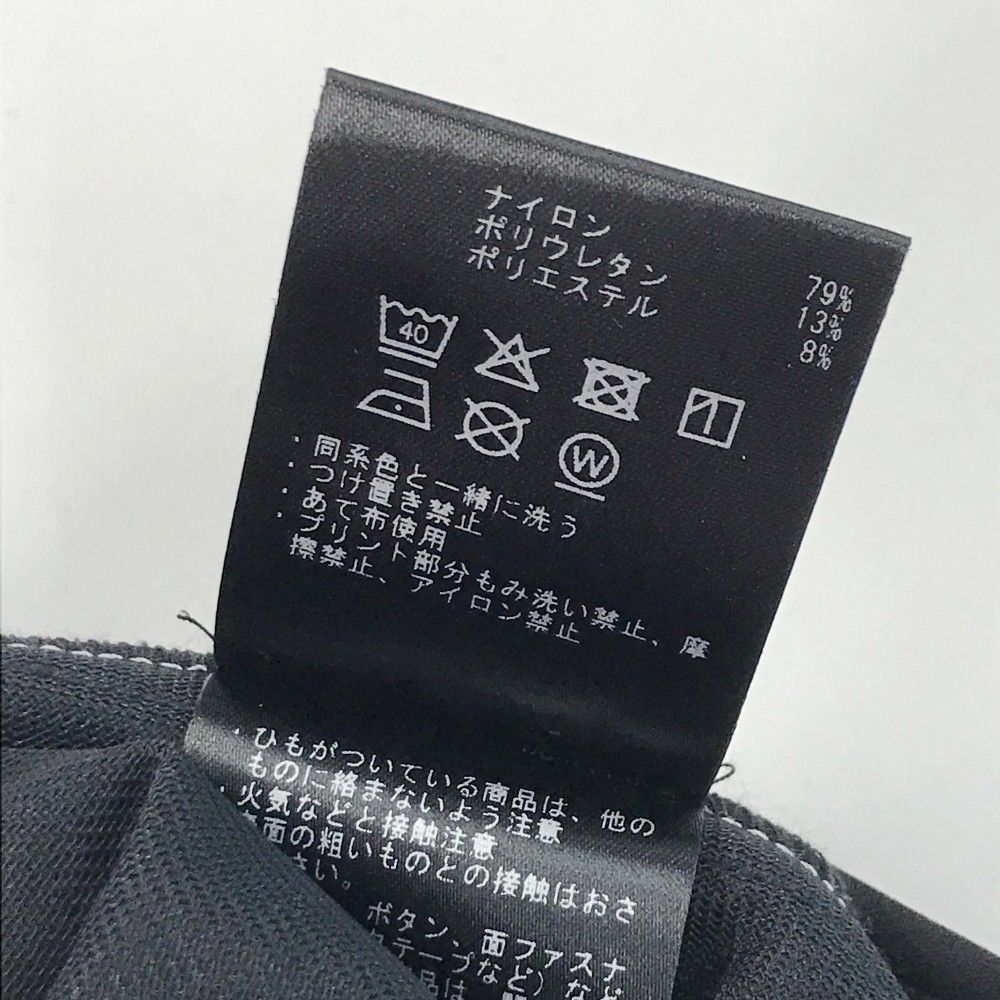 ナイロン 79%
ポリウレタン 13%
ポリエステル 8%
40
W
・同系色と一緒に洗う
・つけ置き禁止
・あて布使用
・プリント部分もみ洗い禁止、摩
擦禁止、アイロン禁止
・ひもがついている商品は、他の
ものに絡まないよう注意
・火気などと接触注意
面の粗いものとの接触はおさ
さい。
ボタン、面ファスナ
テープなど）など
品は